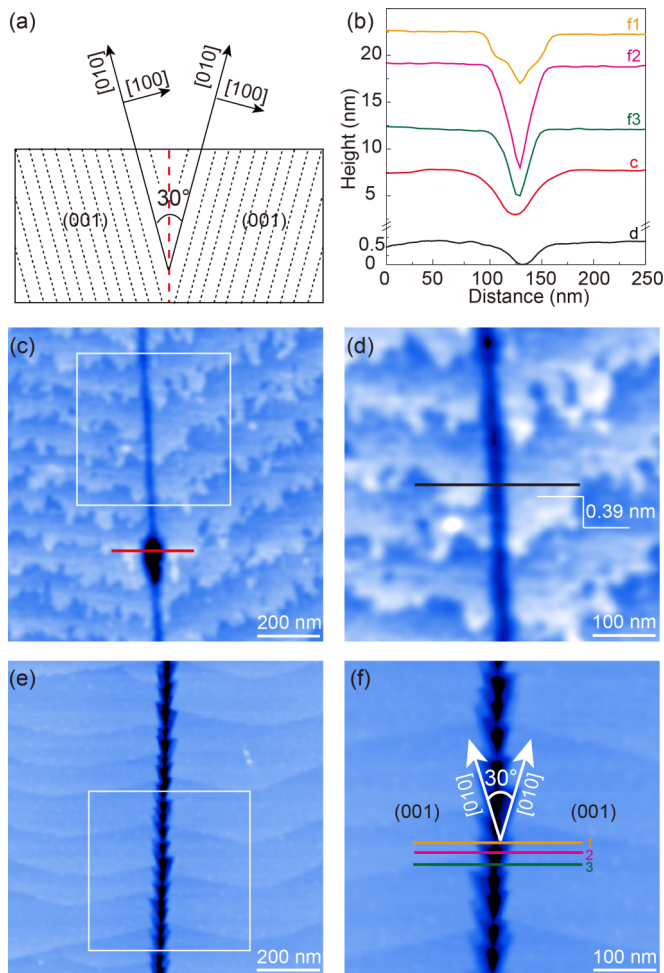 (a)
[010]
[010]
[100]
[100]
30°
(001)
(001)
(b)
f1
f2
f3
c
d
20
15
10
5
0.5
0
0
50
100
150
200
250
Height (nm)
Distance (nm)
(c)
200 nm
(d)
0.39 nm
100 nm
(e)
200 nm
(f)
30°
[010]
[010]
(001)
(001)
1
2
3
100 nm